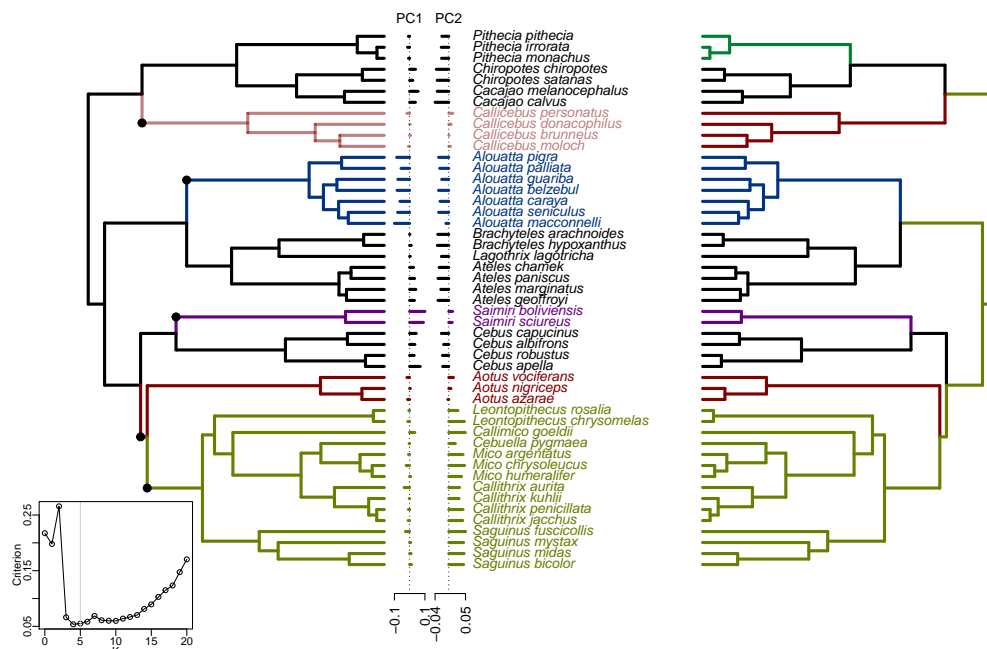 PC1 PC2
Pithecia pithecia
Pithecia irrorata
Pithecia monachus
Chiropotes chiropotes
Chiropotes satanas
Cacajao melanocephalus
Cacajao calvus
Callicebus personatus
Callicebus donacophilus
Callicebus brunneus
Callicebus moloch
Alouatta pigra
Alouatta palliata
Alouatta guariba
Alouatta belzebul
Alouatta caraya
Alouatta seniculus
Alouatta macconnelli
Brachyteles arachnoides
Brachyteles hypoxanthus
Lagothrix lagotricha
Ateles chamek
Ateles paniscus
Ateles marginatus
Ateles geoffroyi
Saimiri boliviensis
Saimiri sciureus
Cebus capucinus
Cebus albifrons
Cebus robustus
Cebus apella
Aotus vociferans
Aotus nigriceps
Aotus azarae
Leontopithecus rosalia
Leontopithecus chrysomelas
Callimico goeldii
Cebuella pygmaea
Mico argentatus
Mico chrysoleucus
Mico humeralifer
Callithrix aurita
Callithrix kuhlii
Callithrix penicillata
Callithrix jacchus
Saguinus fuscicollis
Saguinus mystax
Saguinus midas
Saguinus bicolor
−0.1 0.1 −0.04 0.05
Criterion
0.25
0.15
0.05
0 5 10 15 20